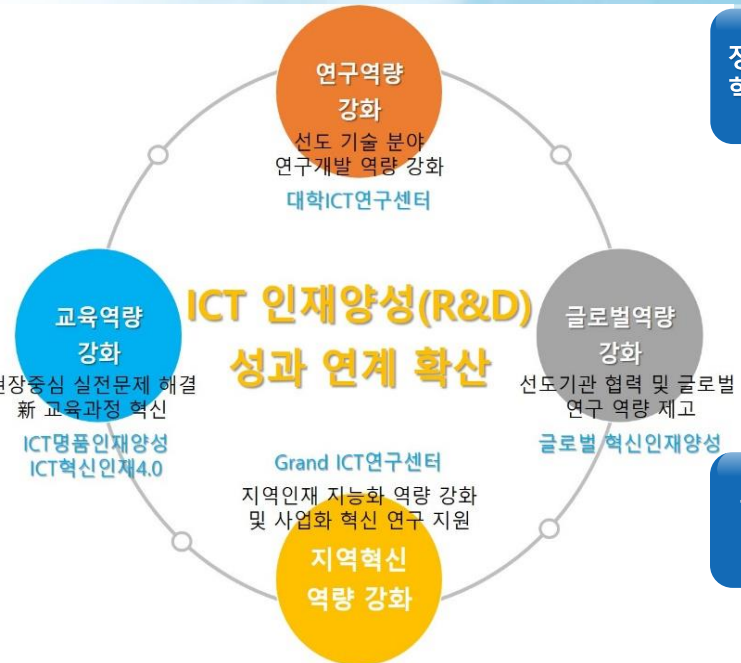 연구역량
강화
선도 기술 분야
연구개발 역량 강화
대학ICT연구센터
ICT 인재양성(R&D)
성과 연계 확산
교육역량
강화
현장중심 실전문제 해결
新 교육과정 혁신
ICT명품인재양성
ICT혁신인재4.0
글로벌역량
강화
선도기관 협력 및 글로벌
연구 역량 제고
글로벌 혁신인재양성
Grand ICT연구센터
지역인재 지능화 역량 강화
및 사업화 혁신 연구 지원
지역혁신
역량 강화